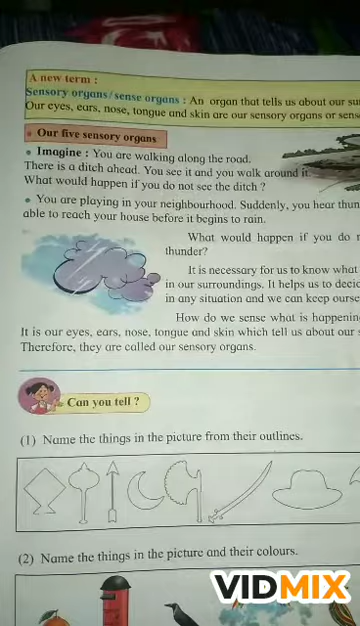 A new term :
Sensory organs/sense organs : An organ that tells us about our
Our eyes, ears, nose, tongue and skin are our sensory organs or
Our five sensory organs
• Imagine : You are walking along the road.
There is a ditch ahead. You see it and you walk around it.
What would happen if you do not see the ditch ?
• You are playing in your neighbourhood. Suddenly, you hear
able to reach your house before it begins to rain.
What would happen if you do
thunder?
It is necessary for us to know what
in our surroundings. It helps us to
in any situation and we can keep
How do we sense what is
It is our eyes, ears, nose, tongue and skin which tell us about our
Therefore, they are called our sensory organs.
Can you tell ?
(1) Name the things in the picture from their outlines.
(2) Name the things in the picture and their colours.
VIDMIX